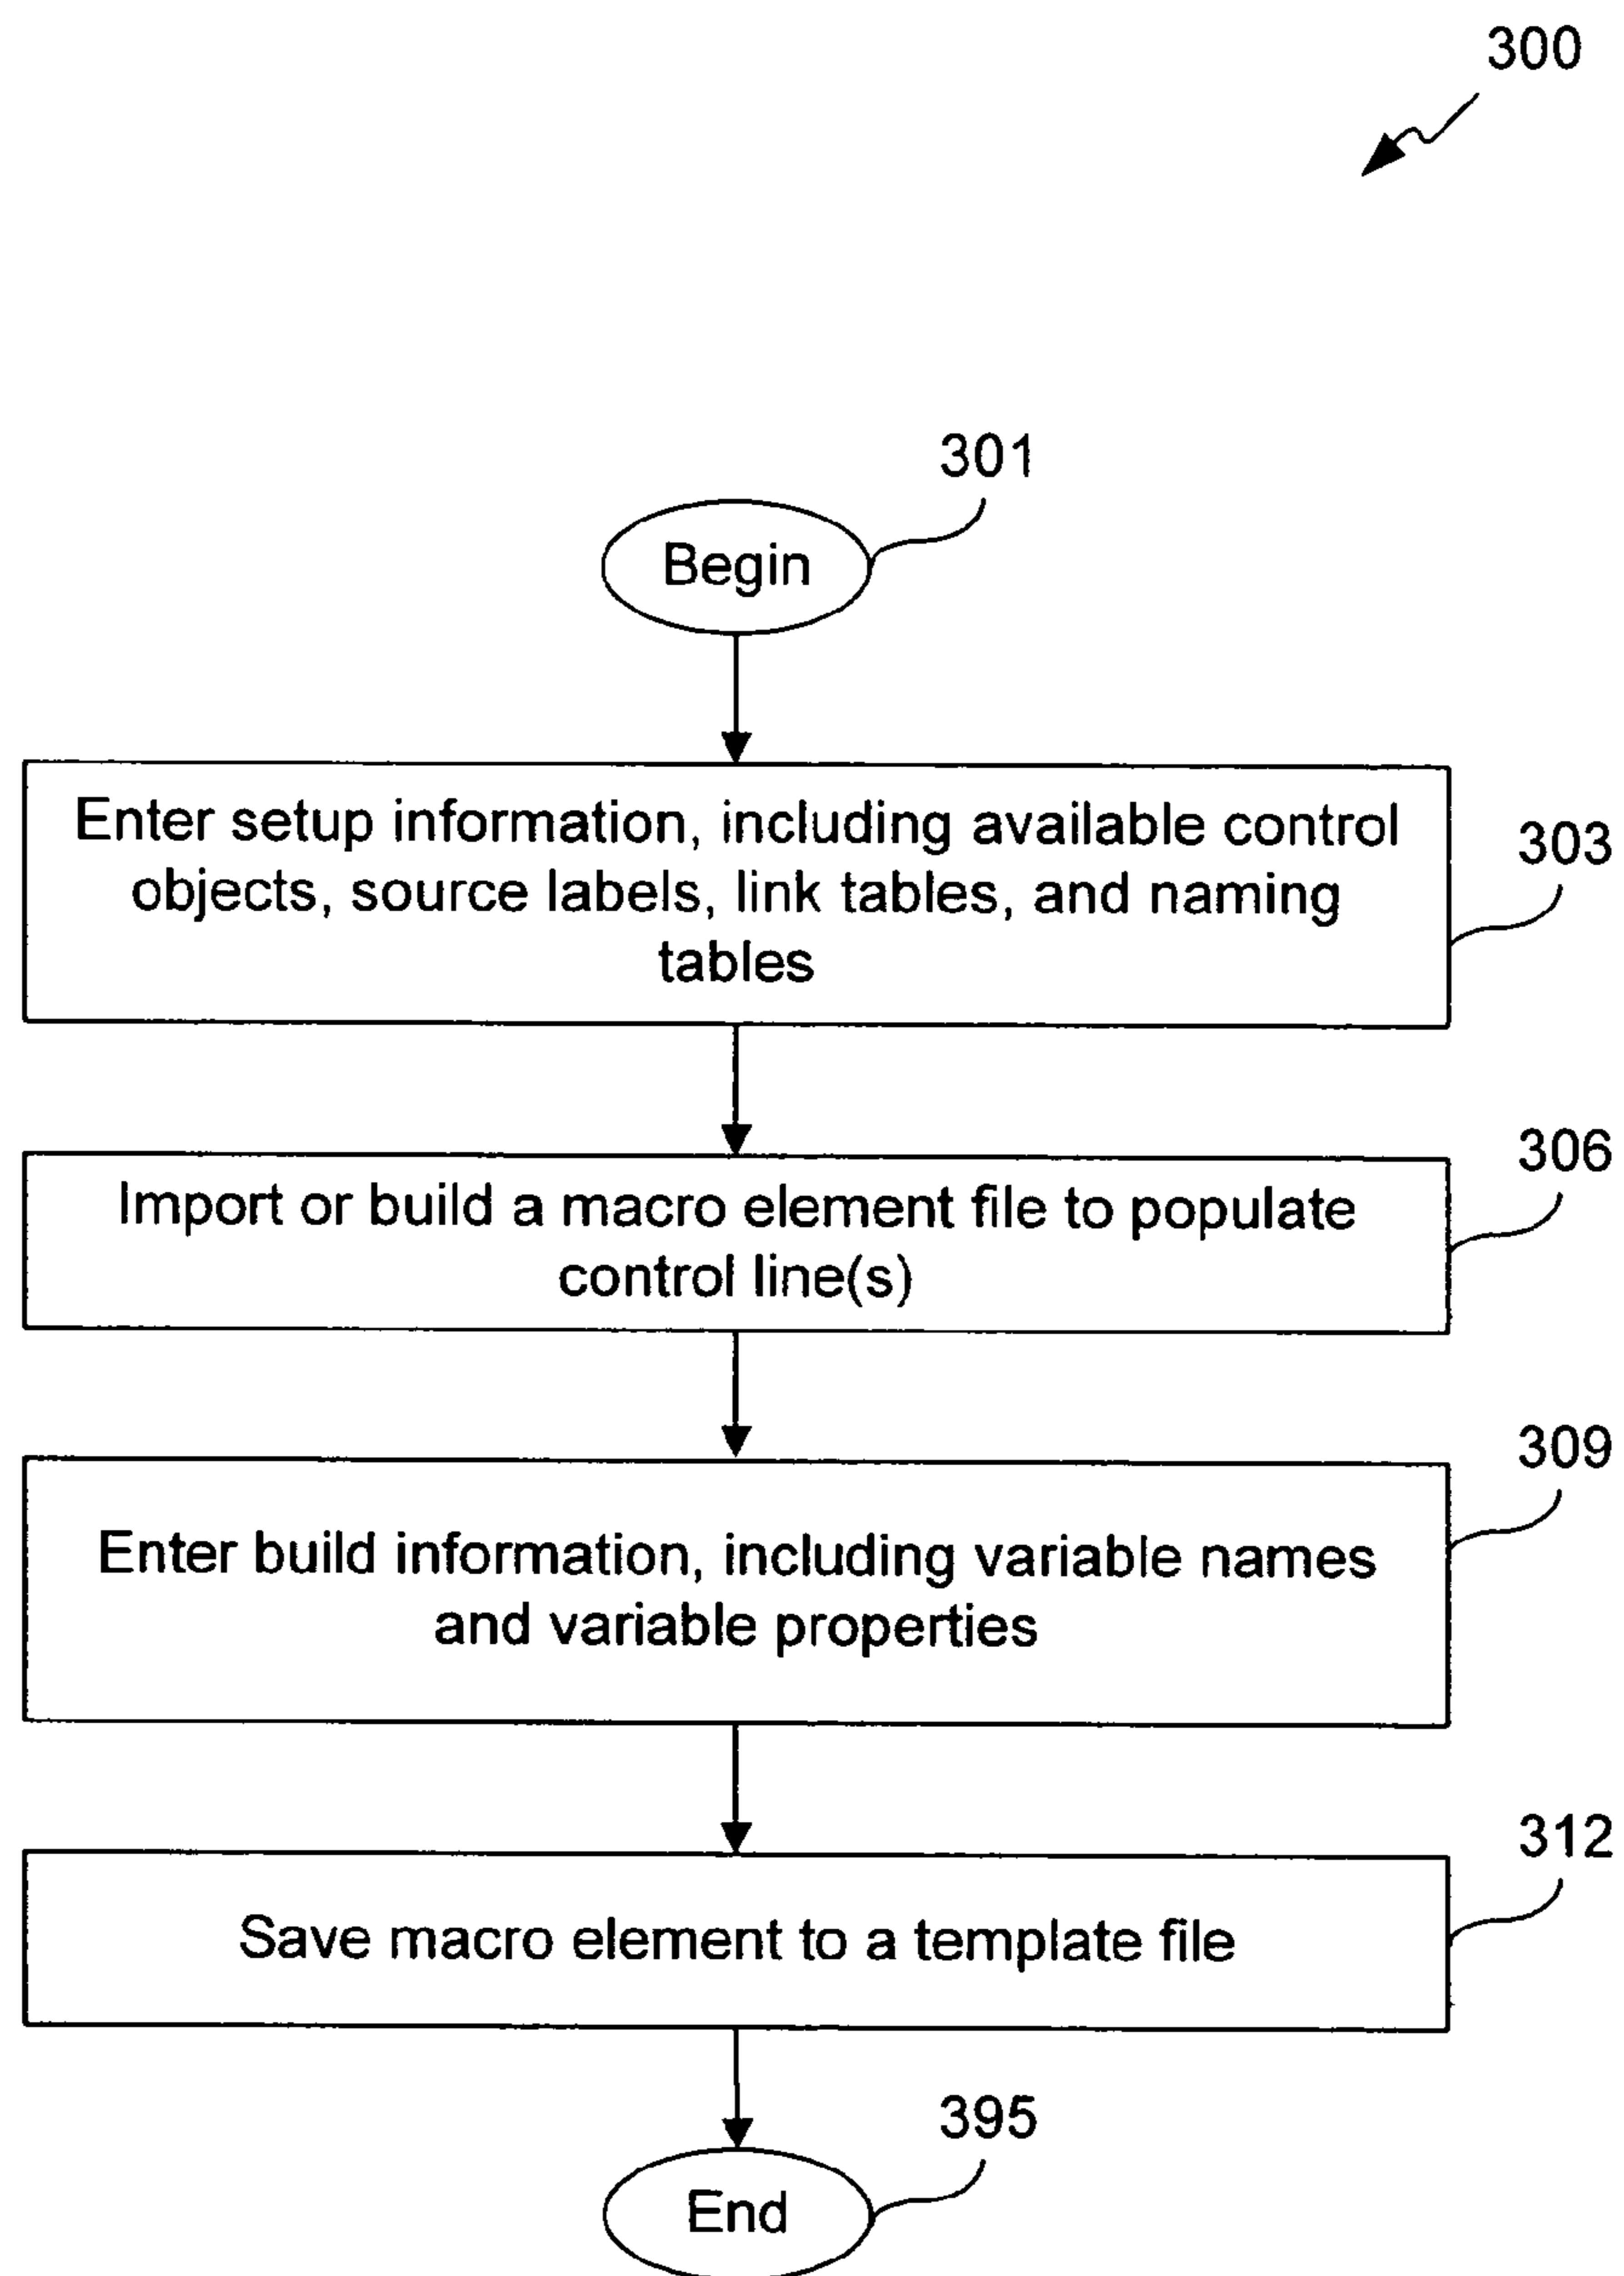 300
301
Begin
Enter setup information, including available control
objects, source labels, link tables, and naming
tables
303
306
Import or build a macro element file to populate
control line(s)
309
Enter build information, including variable names
and variable properties
312
Save macro element to a template file
395
End